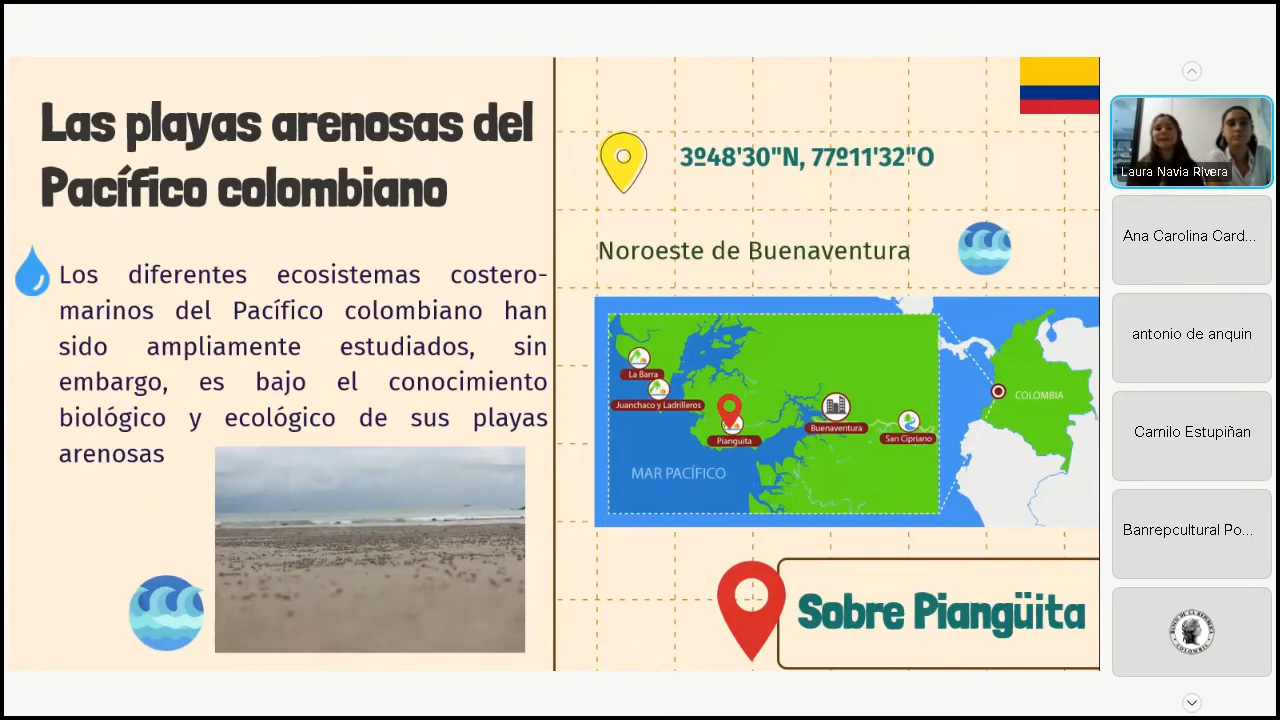 Las playas arenosas del
Pacífico colombiano
Los diferentes ecosistemas costero-
marinos del Pacífico colombiano han
sido ampliamente estudiados, sin
embargo, es bajo el conocimiento
biológico y ecológico de sus playas
arenosas
3º48'30"N, 77º11'32"O
Noroeste de Buenaventura
La Barra
Juanchaco y Ladrilleros
Pianguita
Buenaventura
San Cipriano
MAR PACÍFICO
COLOMBIA
Sobre Piangüita
Laura Navia Rivera
Ana Carolina Card...
antonio de anquin
Camilo Estupiñan
Banrepcultural Po...